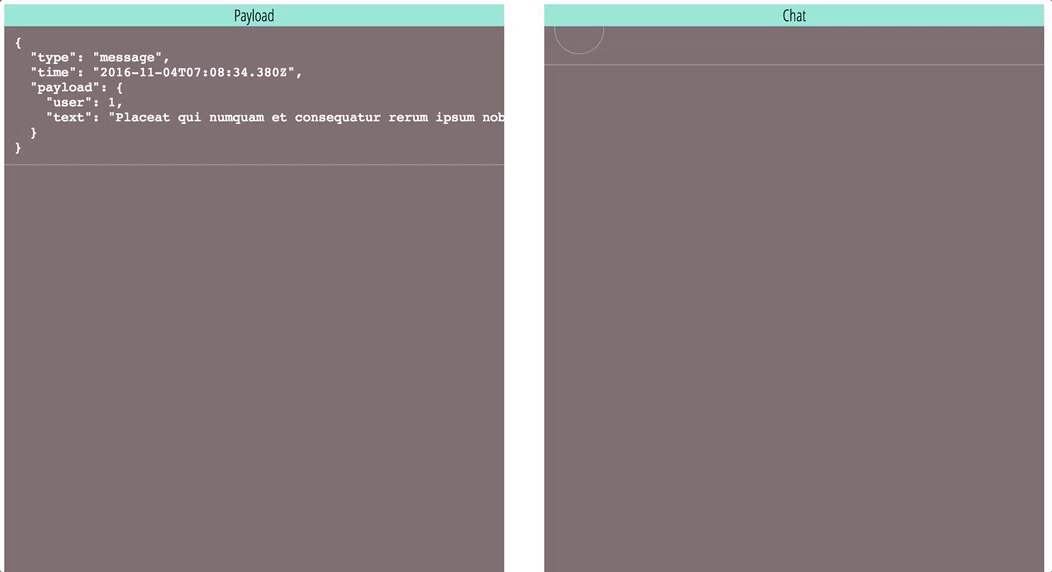 Payload
{
"type": "message",
"time": "2016-11-04T07:08:34.380Z",
"payload": {
"user": 1,
"text": "Placeat qui numquam et consequatur rerum ipsum nob
}
}
Chat